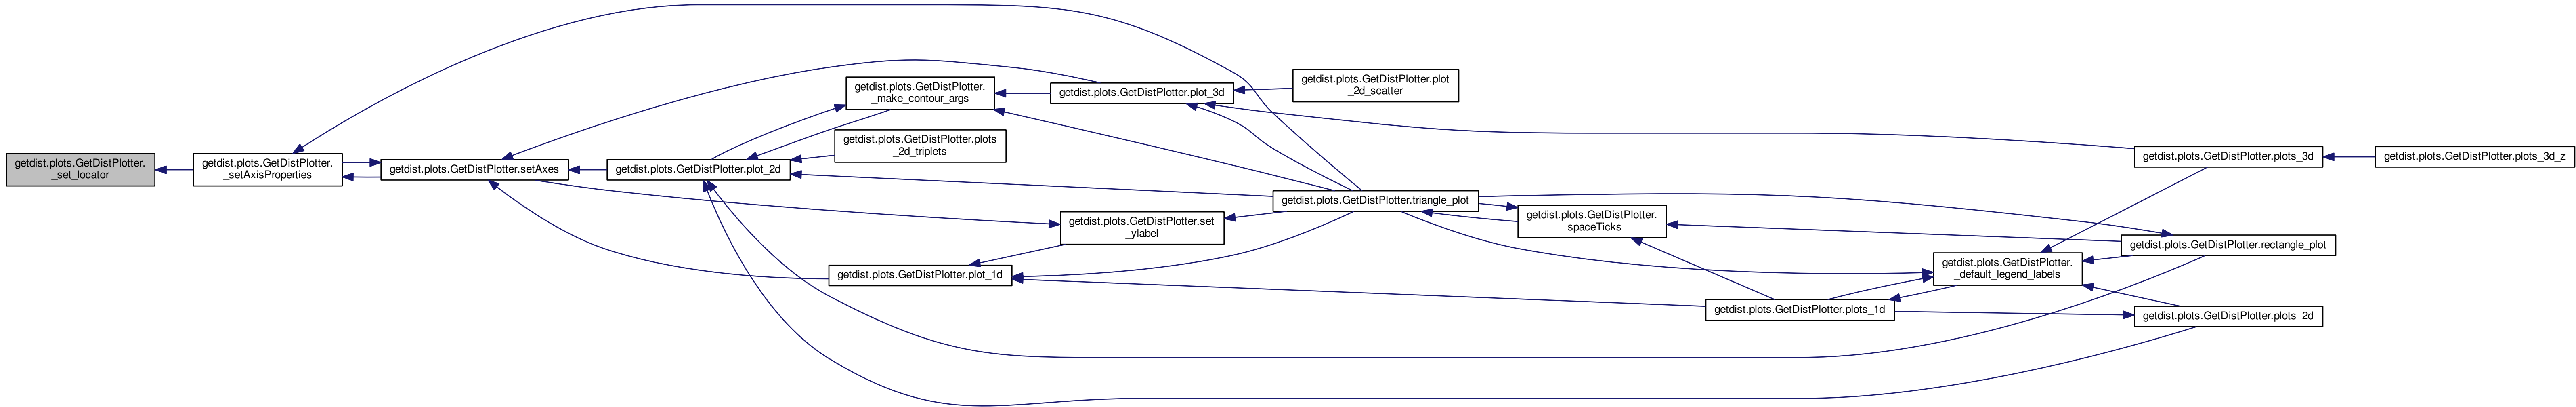 getdist.plots.GetDistPlotter.
_set_locator
getdist.plots.GetDistPlotter.
_setAxisProperties
getdist.plots.GetDistPlotter.setAxes
getdist.plots.GetDistPlotter.plot_2d
getdist.plots.GetDistPlotter.
_make_contour_args
getdist.plots.GetDistPlotter.plots
_2d_triplets
getdist.plots.GetDistPlotter.plot_1d
getdist.plots.GetDistPlotter.plot_3d
getdist.plots.GetDistPlotter.set
_ylabel
getdist.plots.GetDistPlotter.plot
_2d_scatter
getdist.plots.GetDistPlotter.triangle_plot
getdist.plots.GetDistPlotter.
_spaceTicks
getdist.plots.GetDistPlotter.plots_1d
getdist.plots.GetDistPlotter.
_default_legend_labels
getdist.plots.GetDistPlotter.plots_3d
getdist.plots.GetDistPlotter.rectangle_plot
getdist.plots.GetDistPlotter.plots_2d
getdist.plots.GetDistPlotter.plots_3d_z